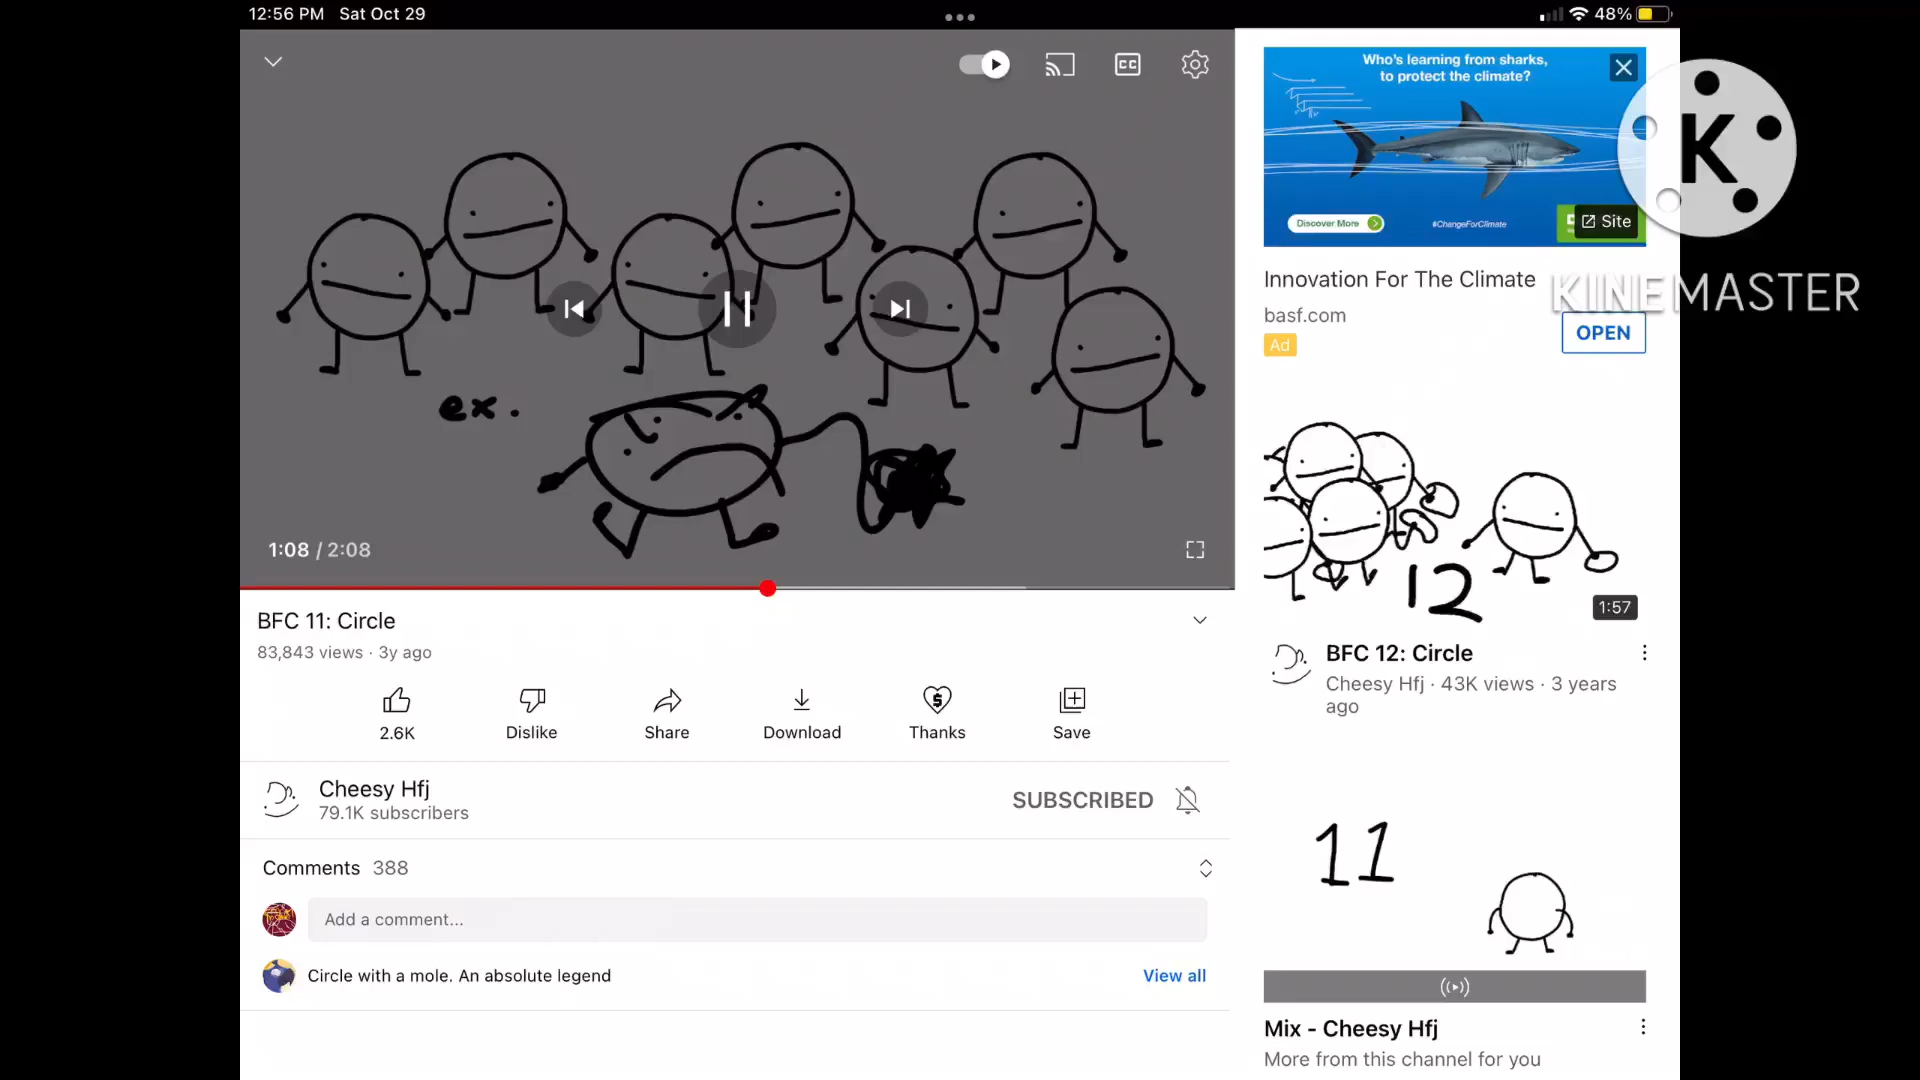 12:56 PM Sat Oct 29
48%
CC
ex.
1:08 / 2:08
BFC 11: Circle
83,843 views · 3y ago
2.6K
Dislike
Share
Download
Thanks
Save
Cheesy Hfj
79.1K subscribers
SUBSCRIBED
Comments 388
Add a comment...
Circle with a mole. An absolute legend
View all
Who's learning from sharks,
to protect the climate?
Discover More
#ChangeForClimate
Site
Innovation For The Climate
basf.com
Ad
OPEN
K
KINEMASTER
12
1:57
BFC 12: Circle
Cheesy Hfj · 43K views · 3 years
ago
11
Mix - Cheesy Hfj
More from this channel for you